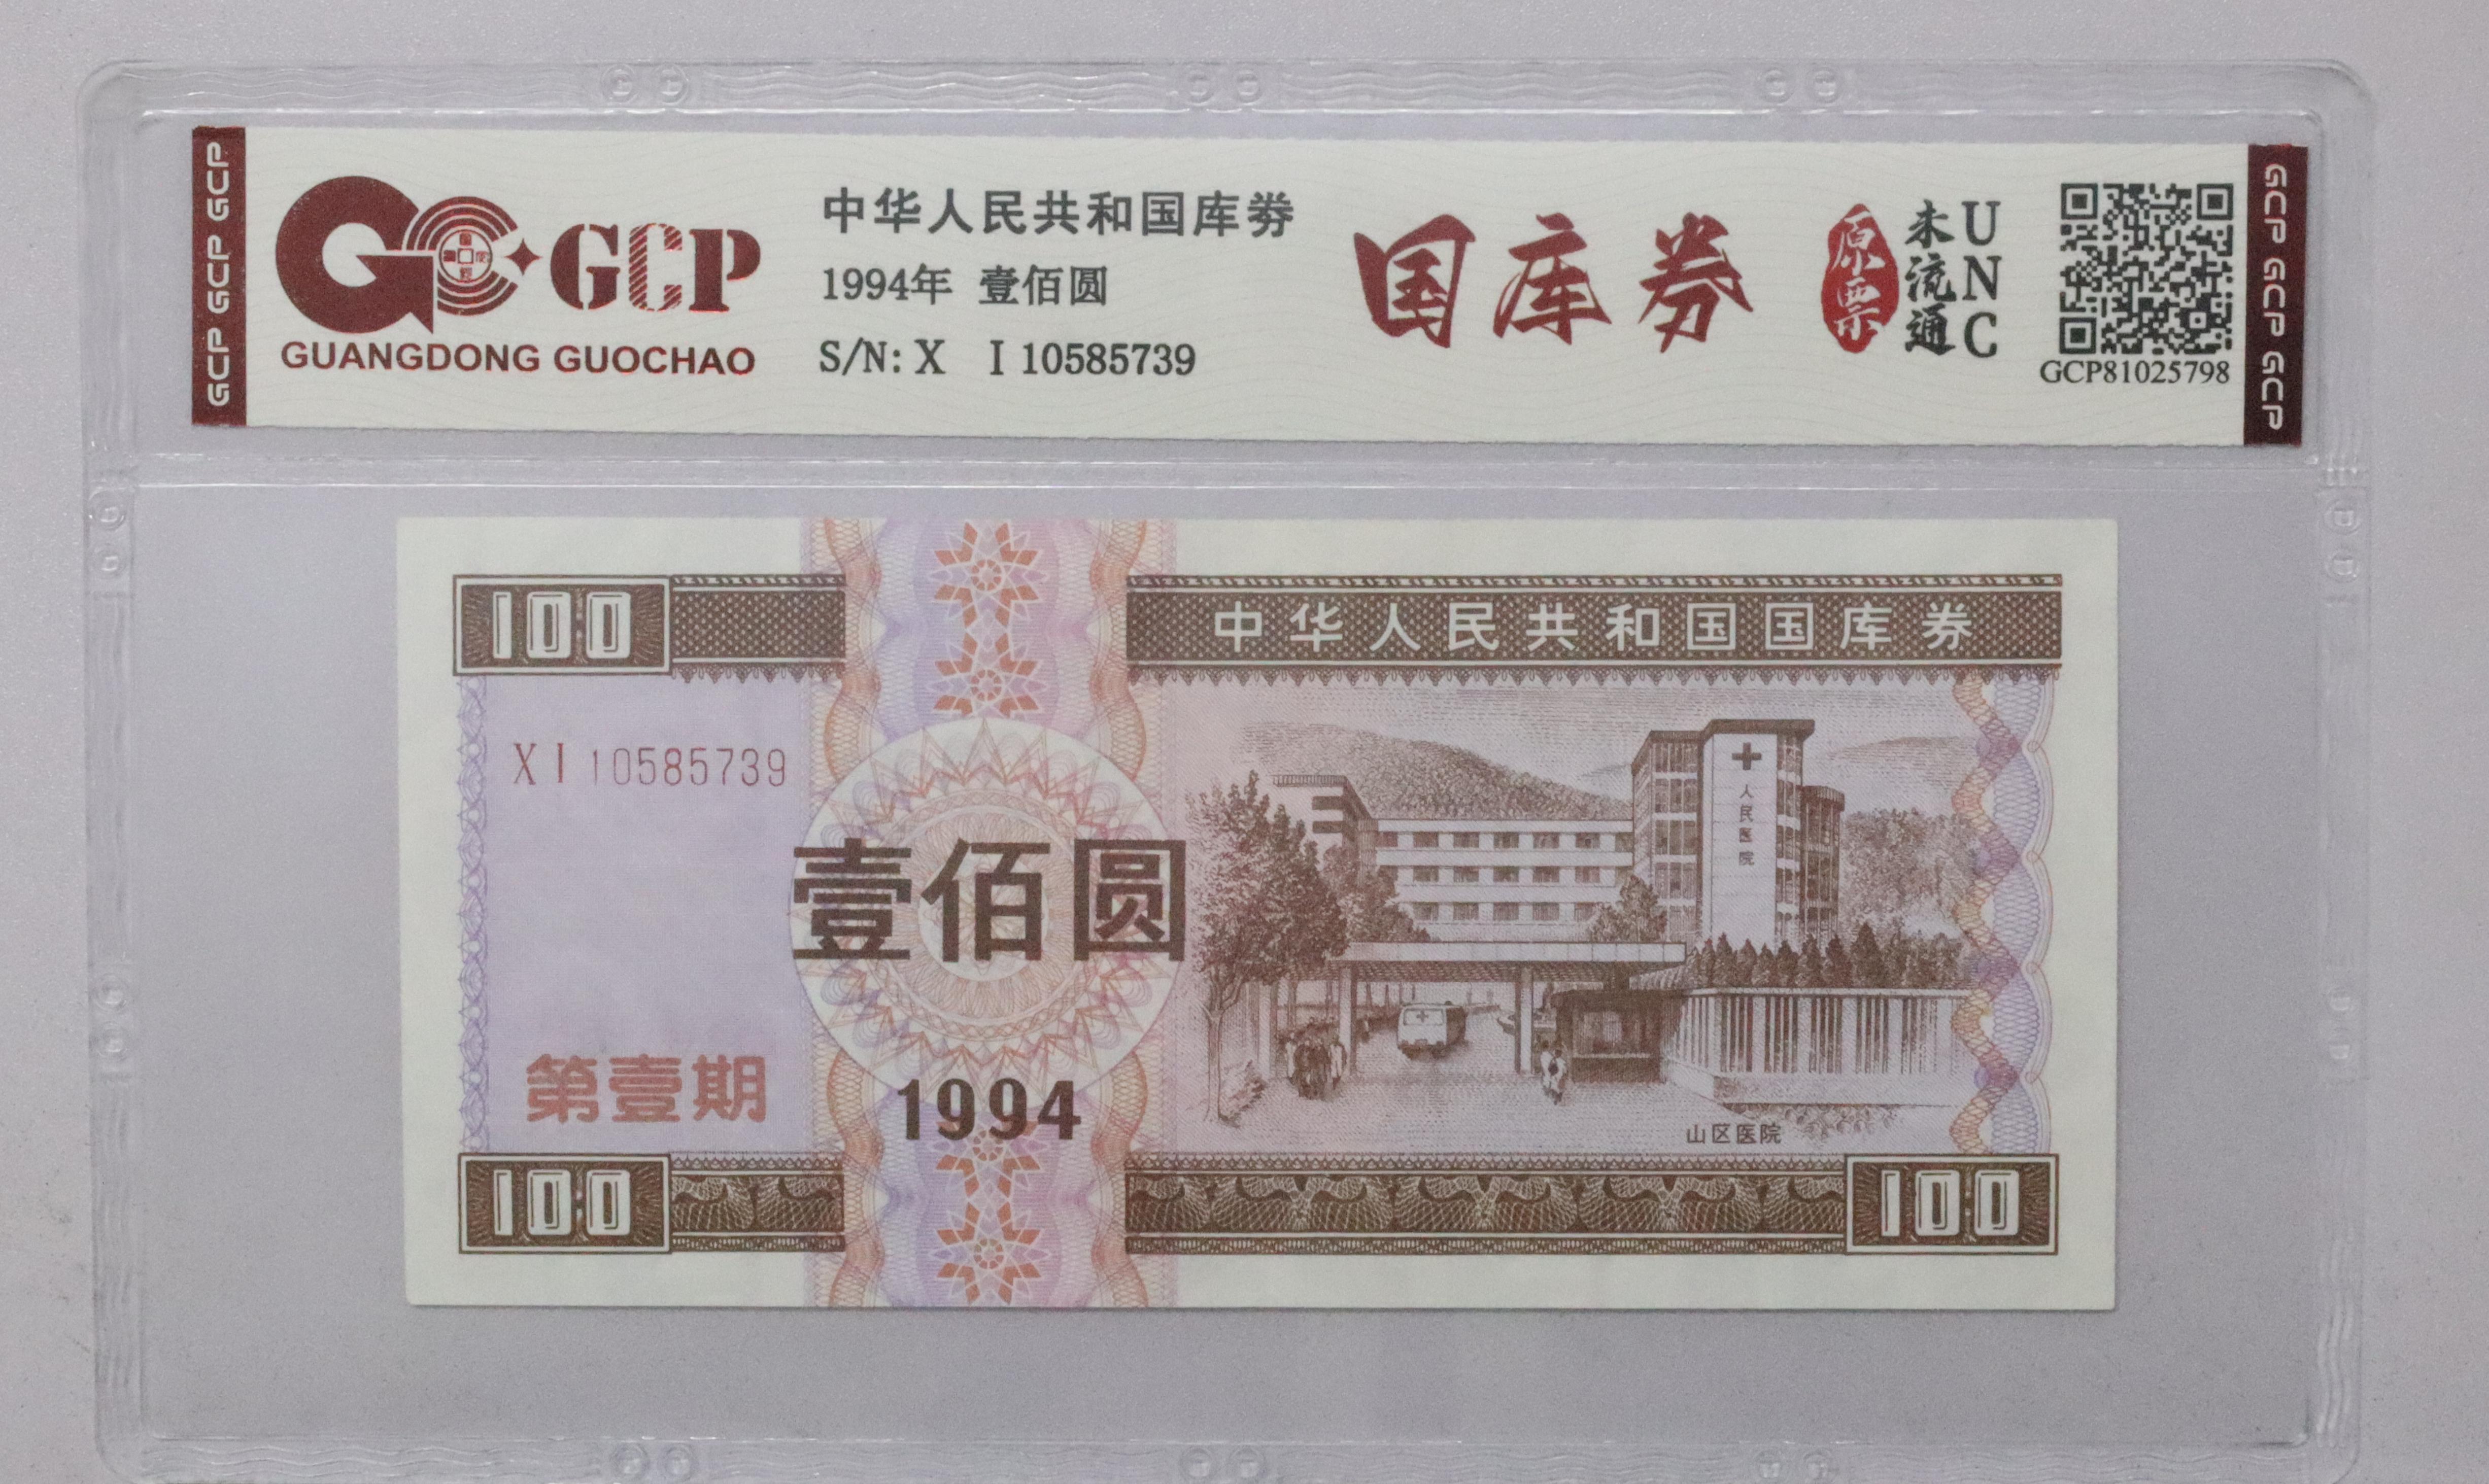 GCP GCP GCP
GCP
GUANGDONG GUOCHAO
中华人民共和国库券
1994年 壹佰圆
S/N: X I 10585739
国库券
原票
未流通
UNC
GCP81025798
GCP GCP GCP
100
中华人民共和国国库券
X I 10585739
人民医院
壹佰圆
第壹期
1994
山区医院
100
100